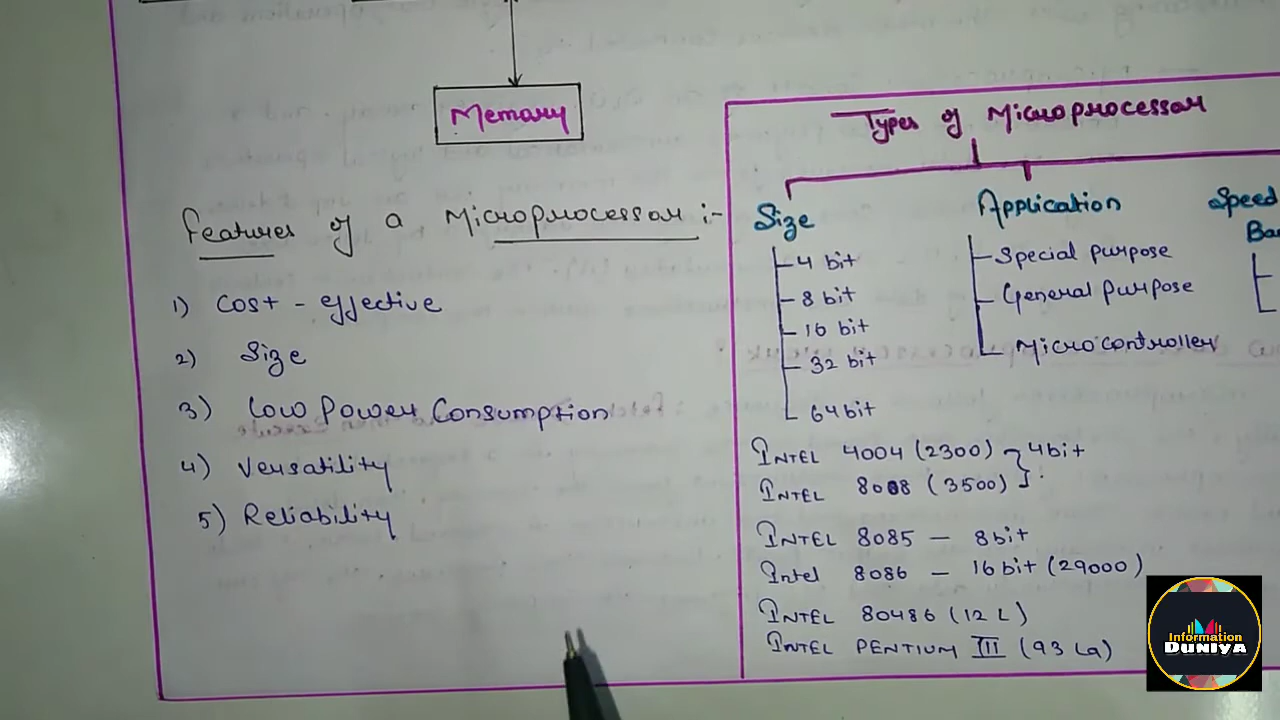 Memory
Features of a Microprocessor :-
1) Cost - effective
2) Size
3) Low Power Consumption
4) Versatility
5) Reliability
Types of Microprocessor
Size
4 bit
8 bit
16 bit
32 bit
64 bit
Application
Special purpose
General purpose
Microcontroller
Speed
INTEL 4004 (2300) } 4bit
INTEL 8008 (3500)
INTEL 8085 - 8bit
Intel 8086 - 16 bit (29000)
INTEL 80486 (12 L)
INTEL PENTIUM III (93 La)
Information
DUNIYA